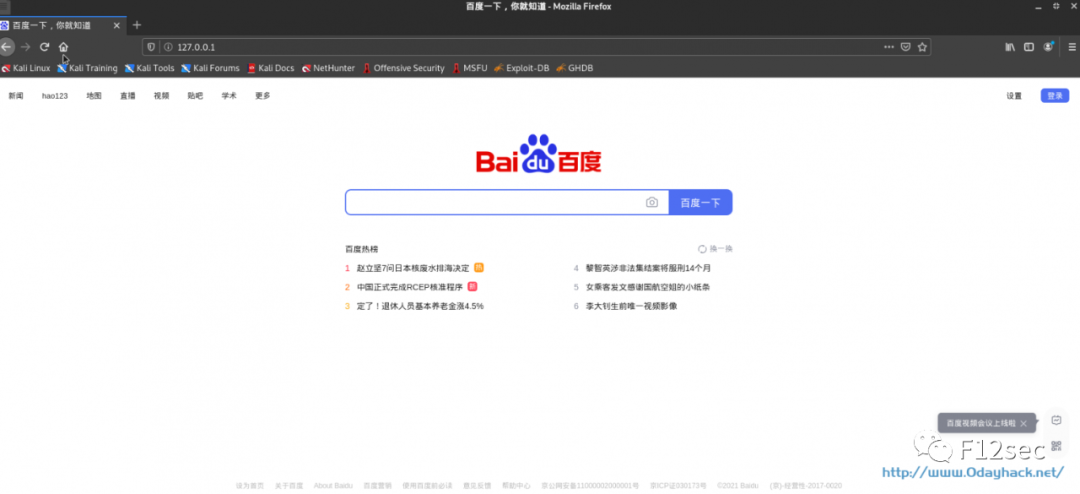 百度一下，你就知道 - Mozilla Firefox
百度一下，你就知道
127.0.0.1
Kali Linux Kali Training Kali Tools Kali Forums Kali Docs NetHunter Offensive Security MSFU Exploit-DB GHDB
新闻 hao123 地图 直播 视频 贴吧 学术 更多 设置 登录
Bai du 百度
百度一下
百度热榜 换一换
1 赵立坚7问日本核废水排海决定 热
2 中国正式完成RCEP核准程序
3 定了！退休人员基本养老金涨4.5%
4 黎智英涉非法集结案将服刑14个月
5 女乘客发文感谢国航空姐的小纸条
6 李大钊生前唯一视频影像
百度视频会议上线啦
F12sec
http://www.0dayhack.net/
设为首页 关于百度 About Baidu 百度营销 使用百度前必读 意见反馈 帮助中心 京公网安备11000002000001号 京ICP证030173号 ©2021 Baidu (京)-经营性-2017-0020